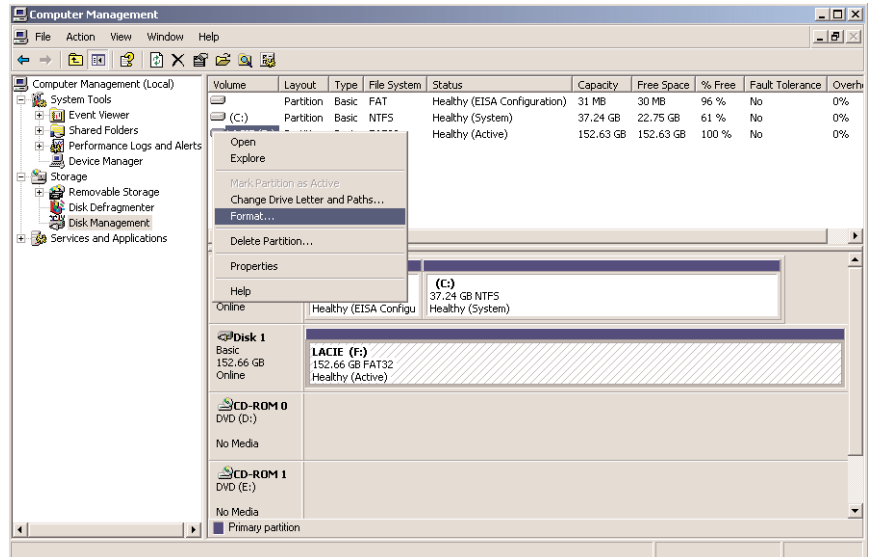 Computer Management
File Action View Window Help
Computer Management (Local)
System Tools
Event Viewer
Shared Folders
Performance Logs and Alerts
Device Manager
Storage
Removable Storage
Disk Defragmenter
Disk Management
Services and Applications
Volume Layout Type File System Status Capacity Free Space % Free Fault Tolerance Overh
Partition Basic FAT Healthy (EISA Configuration) 31 MB 30 MB 96 % No 0%
(C:) Partition Basic NTFS Healthy (System) 37.24 GB 22.75 GB 61 % No 0%
Healthy (Active) 152.63 GB 152.63 GB 100 % No 0%
Open
Explore
Mark Partition as Active
Change Drive Letter and Paths...
Format...
Delete Partition...
Properties
Help
Online
Healthy (EISA Configu
(C:)
37.24 GB NTFS
Healthy (System)
Disk 1
Basic
152.66 GB
Online
LACIE (F:)
152.66 GB FAT32
Healthy (Active)
CD-ROM 0
DVD (D:)
No Media
CD-ROM 1
DVD (E:)
No Media
Primary partition